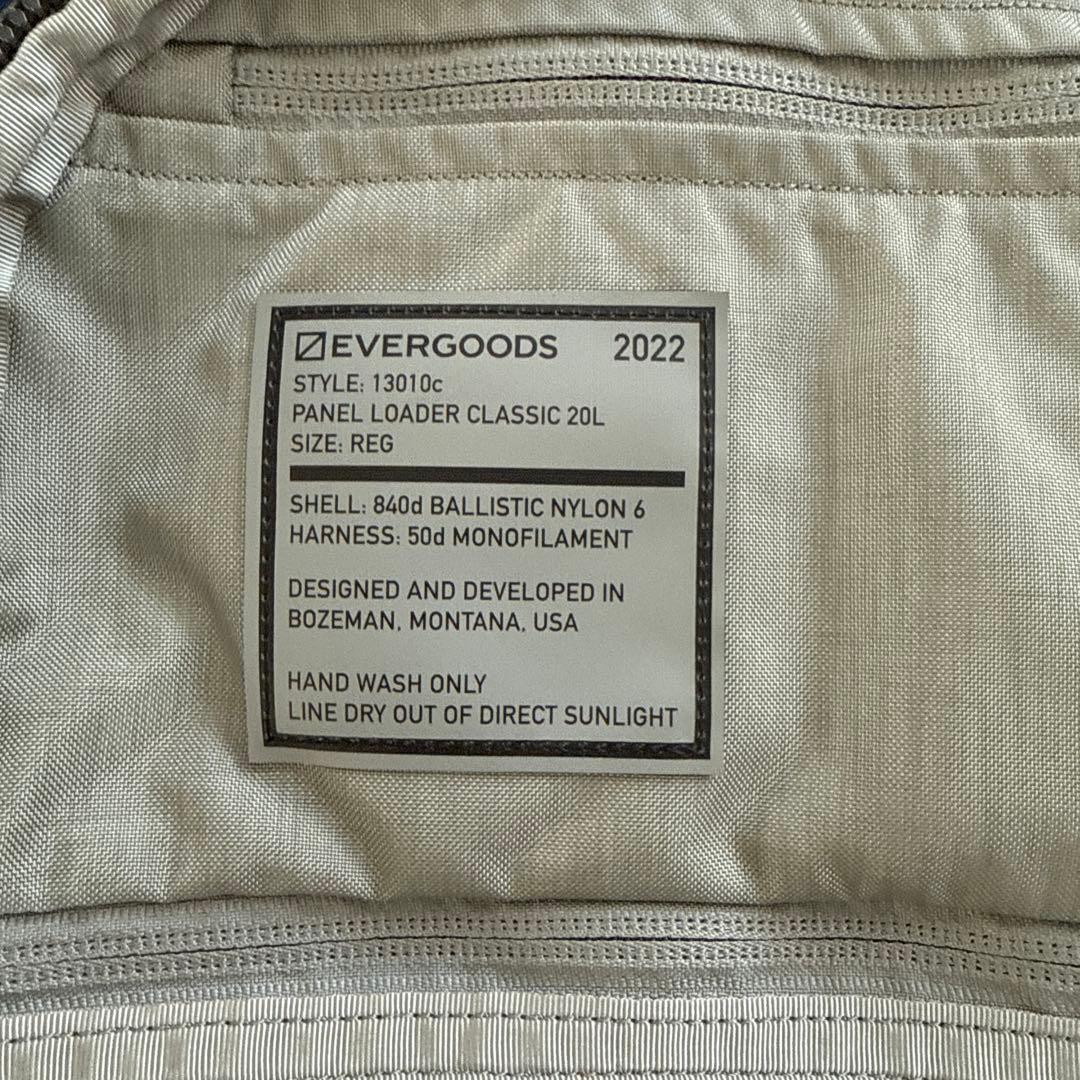 EVERGOODS 2022
STYLE: 13010c
PANEL LOADER CLASSIC 20L
SIZE: REG
SHELL: 840d BALLISTIC NYLON 6
HARNESS: 50d MONOFILAMENT
DESIGNED AND DEVELOPED IN
BOZEMAN, MONTANA, USA
HAND WASH ONLY
LINE DRY OUT OF DIRECT SUNLIGHT